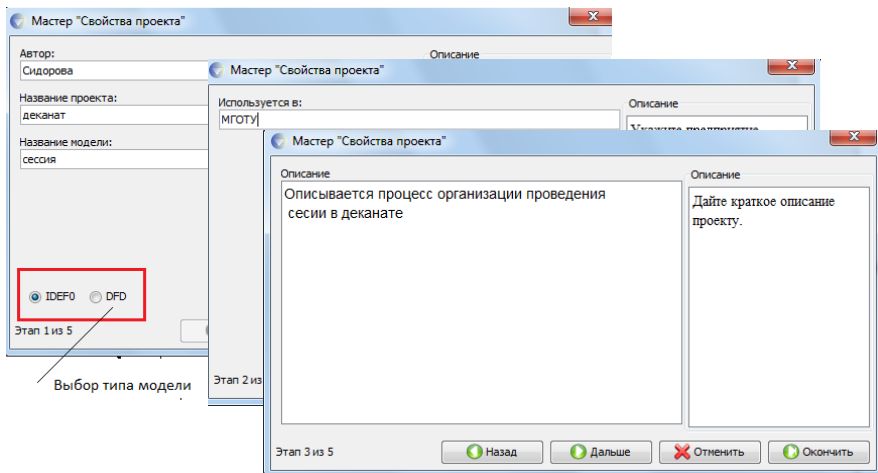 Мастер "Свойства проекта"
Автор:
Описание
Сидорова
Название проекта:
деканат
Название модели:
сессия
IDEF0 DFD
Этап 1 из 5
Выбор типа модели
Мастер "Свойства проекта"
Используется в:
Описание
МГОТУ
Укажите предприятие
Этап 2 из
Мастер "Свойства проекта"
Описание
Описание
Описывается процесс организации проведения
сесии в деканате
Дайте краткое описание
проекту.
Этап 3 из 5
Назад
Дальше
Отменить
Окончить